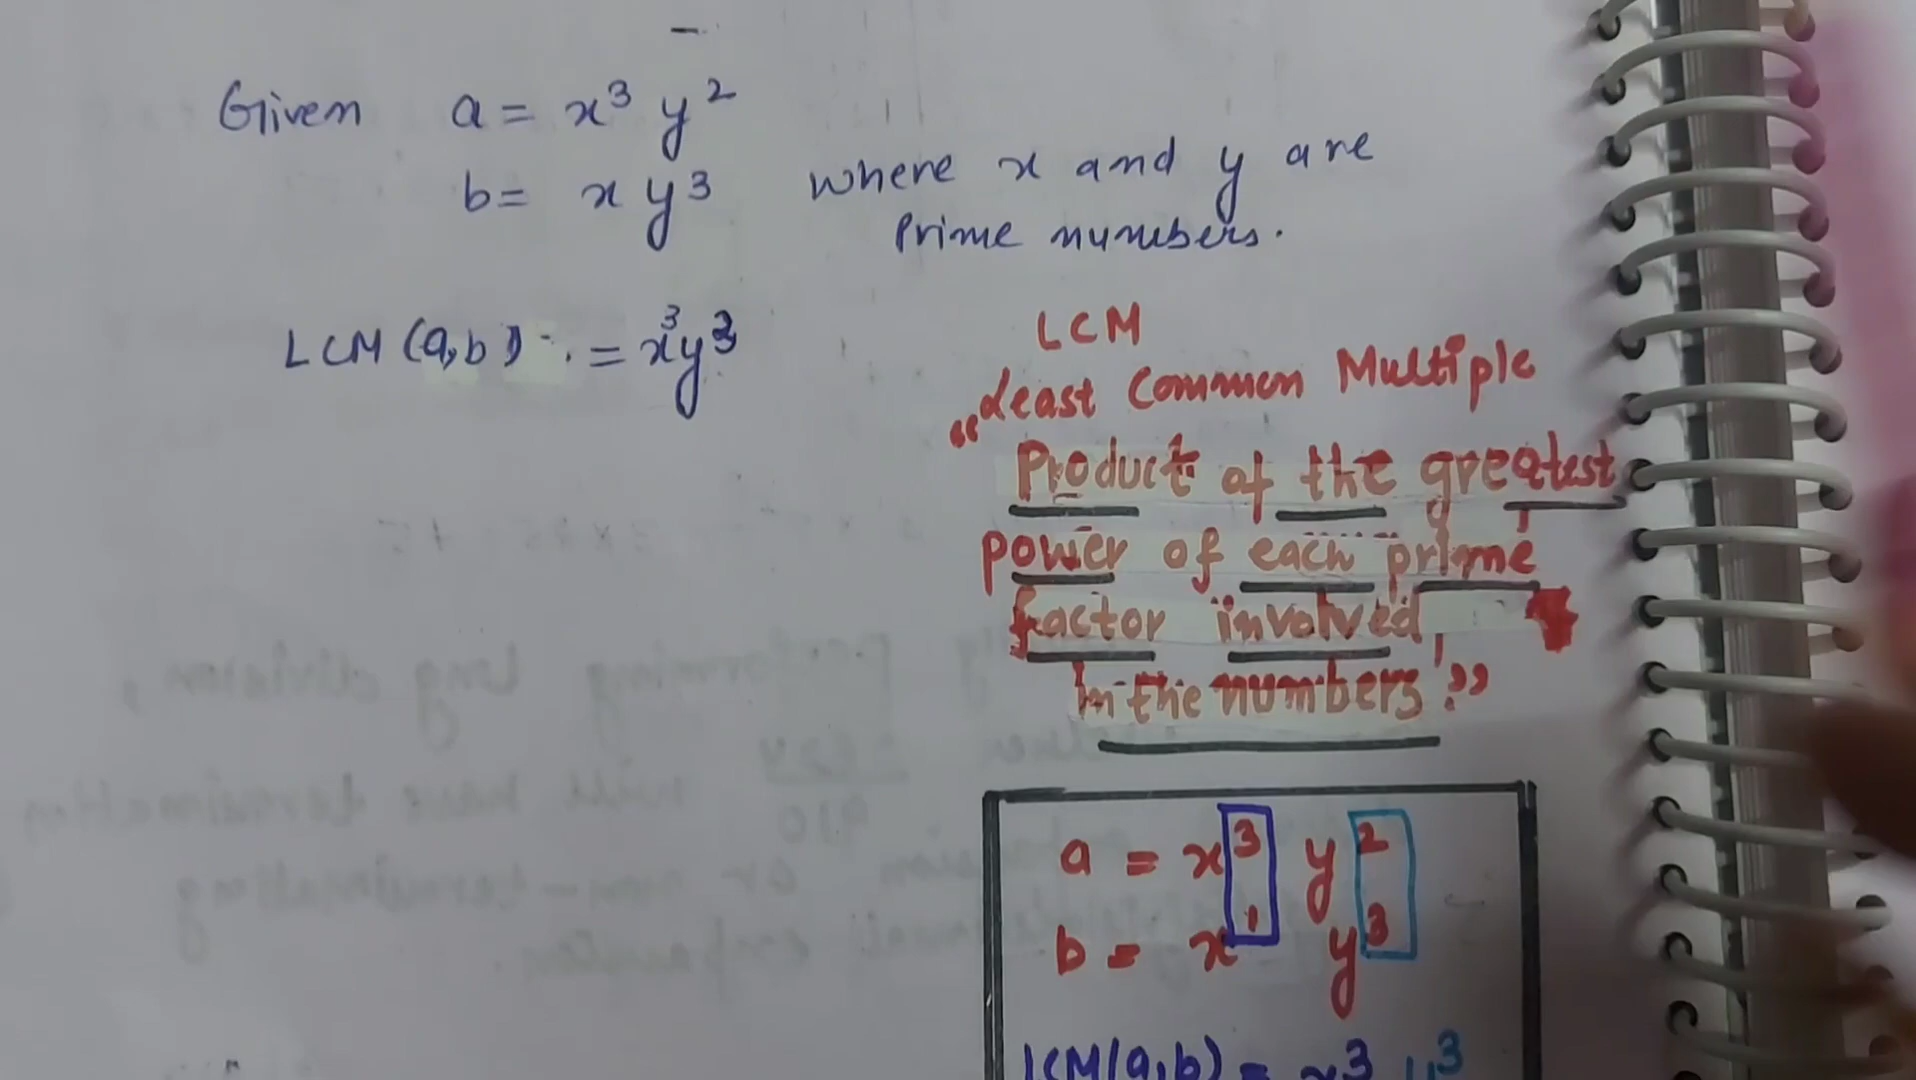 Given a = x³ y²
b = x y³ where x and y are
Prime numbers.
LCM (a,b) = x³y³
LCM
"Least Common Multiple
Product of the greatest
power of each prime
factor involved,
in the numbers."
a = x³ y²
b = x¹ y³
LCM(a,b) = x³ y³